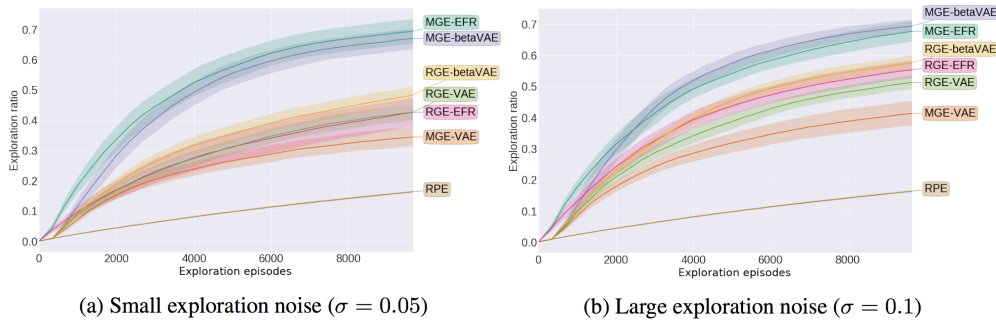 MGE-EFR
MGE-betaVAE
RGE-betaVAE
RGE-VAE
RGE-EFR
MGE-VAE
RPE
Exploration ratio
0.7
0.6
0.5
0.4
0.3
0.2
0.1
0.0
0 2000 4000 6000 8000
Exploration episodes
(a) Small exploration noise (σ = 0.05)
MGE-betaVAE
MGE-EFR
RGE-betaVAE
RGE-EFR
RGE-VAE
MGE-VAE
RPE
Exploration ratio
0.7
0.6
0.5
0.4
0.3
0.2
0.1
0.0
0 2000 4000 6000 8000
Exploration episodes
(b) Large exploration noise (σ = 0.1)